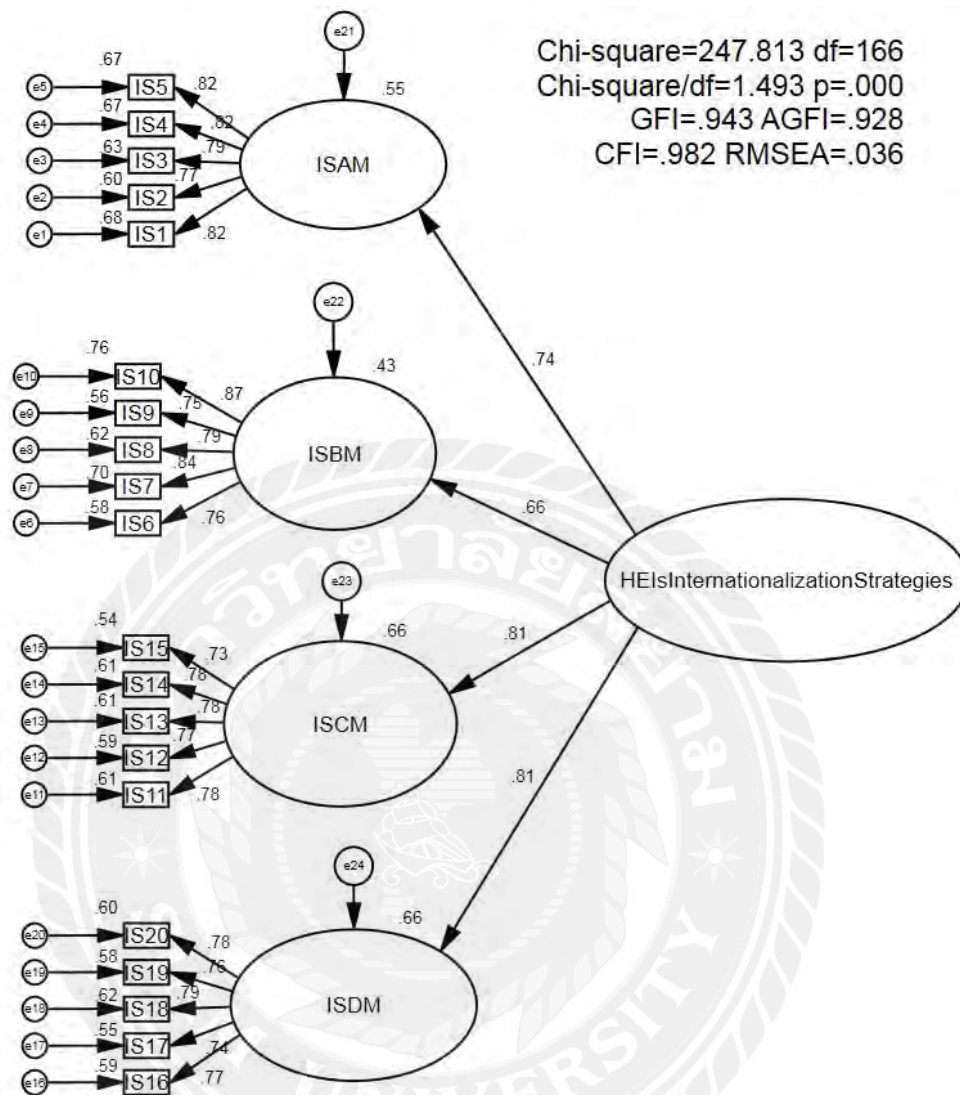 Chi-square=247.813 df=166
Chi-square/df=1.493 p=.000
GFI=.943 AGFI=.928
CFI=.982 RMSEA=.036
e21
.55
ISAM
.67
e5 IS5 .82
.67
e4 IS4 .82
.63
e3 IS3 .79
.60
e2 IS2 .77
.68
e1 IS1 .82
.74
e22
.43
ISBM
.76
e10 IS10 .87
.56
e9 IS9 .75
.62
e8 IS8 .79
.70
e7 IS7 .84
.58
e6 IS6 .76
.66
HEIsInternationalizationStrategies
e23
.66
ISCM
.54
e15 IS15 .73
.61
e14 IS14 .78
.61
e13 IS13 .78
.59
e12 IS12 .77
.61
e11 IS11 .78
.81
.81
e24
.66
ISDM
.60
e20 IS20 .78
.58
e19 IS19 .76
.62
e18 IS18 .79
.55
e17 IS17 .74
.59
e16 IS16 .77
UNIVERSITY